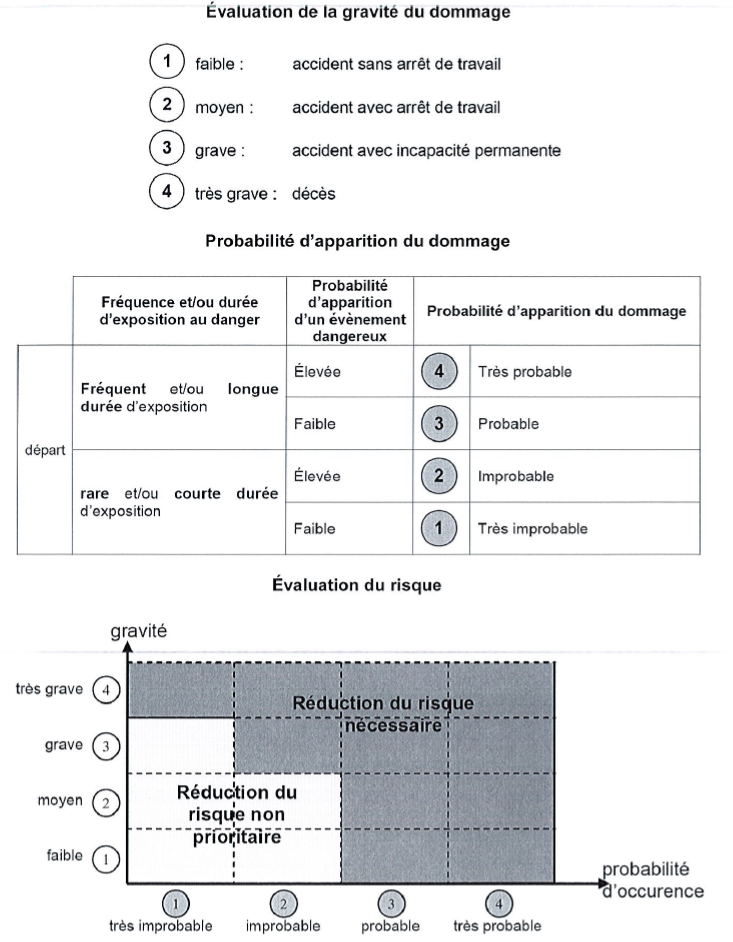 Évaluation de la gravité du dommage
1 faible : accident sans arrêt de travail
2 moyen : accident avec arrêt de travail
3 grave : accident avec incapacité permanente
4 très grave : décès
Probabilité d'apparition du dommage
Fréquence et/ou durée
d'exposition au danger
Probabilité
d'apparition
d'un évènement
dangereux
Probabilité d'apparition du dommage
départ
Fréquent et/ou longue
durée d'exposition
Élevée 4 Très probable
Faible 3 Probable
rare et/ou courte durée
d'exposition
Élevée 2 Improbable
Faible 1 Très improbable
Évaluation du risque
gravité
très grave 4
grave 3
moyen 2
faible 1
Réduction du risque
nécessaire
Réduction du
risque non
prioritaire
probabilité
d'occurence
1 2 3 4
très improbable improbable probable très probable